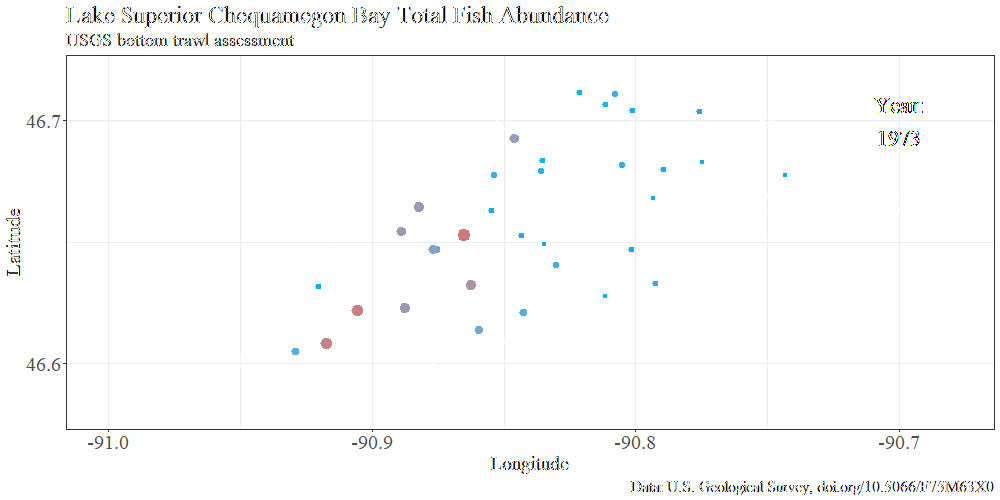 Lake Superior Chequamegon Bay Total Fish Abundance
USGS bottom trawl assessment
Year:
1973
46.7
46.6
Latitude
-91.0 -90.9 -90.8 -90.7
Longitude
Data: U.S. Geological Survey, doi.org/10.5066/F75M63X0